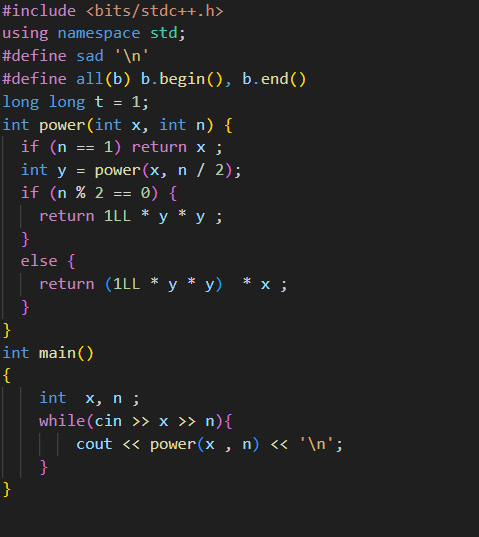 #include <bits/stdc++.h>
using namespace std;
#define sad '\n'
#define all(b) b.begin(), b.end()
long long t = 1;
int power(int x, int n) {
  if (n == 1) return x ;
  int y = power(x, n / 2);
  if (n % 2 == 0) {
    return 1LL * y * y ;
  }
  else {
    return (1LL * y * y)  * x ;
  }
}
int main()
{
    int  x, n ;
    while(cin >> x >> n){
        cout << power(x , n) << '\n';
    }
}